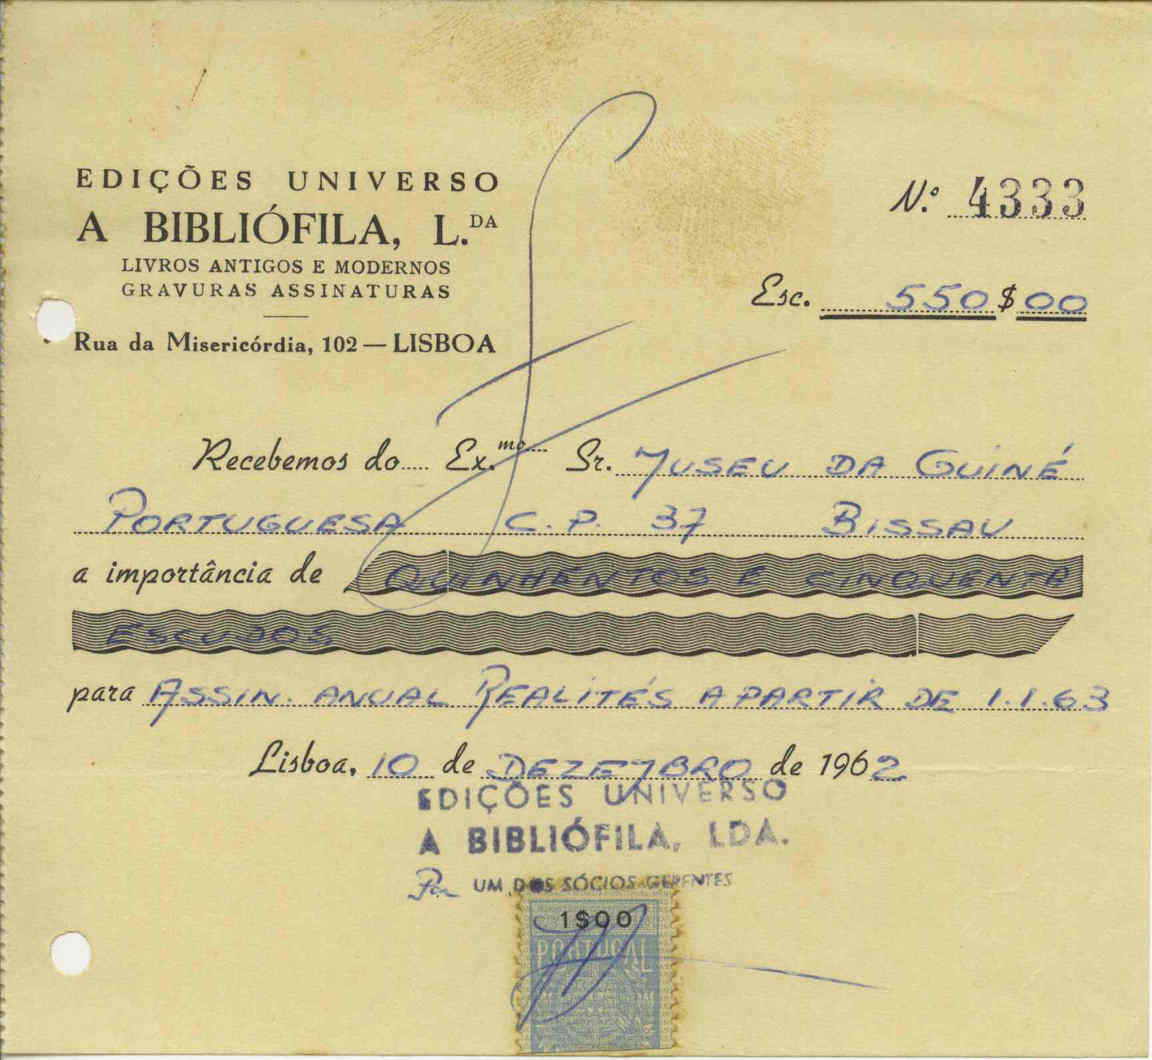 EDIÇÕES UNIVERSO
A BIBLIÓFILA, L.DA
LIVROS ANTIGOS E MODERNOS
GRAVURAS ASSINATURAS
Rua da Misericórdia, 102 — LISBOA
N.º 4333
Esc. 550$00
Recebemos do Ex.mo Sr. MUSEU DA GUINÉ
PORTUGUESA C.P. 37 BISSAU
a importância de QUINHENTOS E CINQUENTA
ESCUDOS
para ASSIN. ANUAL REALITÉS A PARTIR DE 1.1.63
Lisboa, 10 de DEZEMBRO de 1962
EDIÇÕES UNIVERSO
A BIBLIÓFILA, LDA.
Por UM DOS SÓCIOS GERENTES
1$00
PORTUGAL